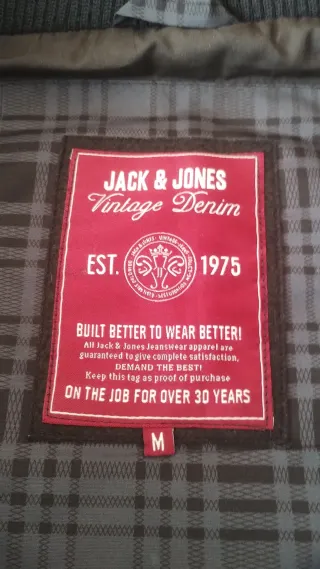 JACK & JONES
Vintage Denim
EST. 1975
BUILT BETTER TO WEAR BETTER!
All Jack & Jones Jeanswear apparel are
guaranteed to give complete satisfaction,
DEMAND THE BEST!
Keep this tag as proof of purchase
ON THE JOB FOR OVER 30 YEARS
M